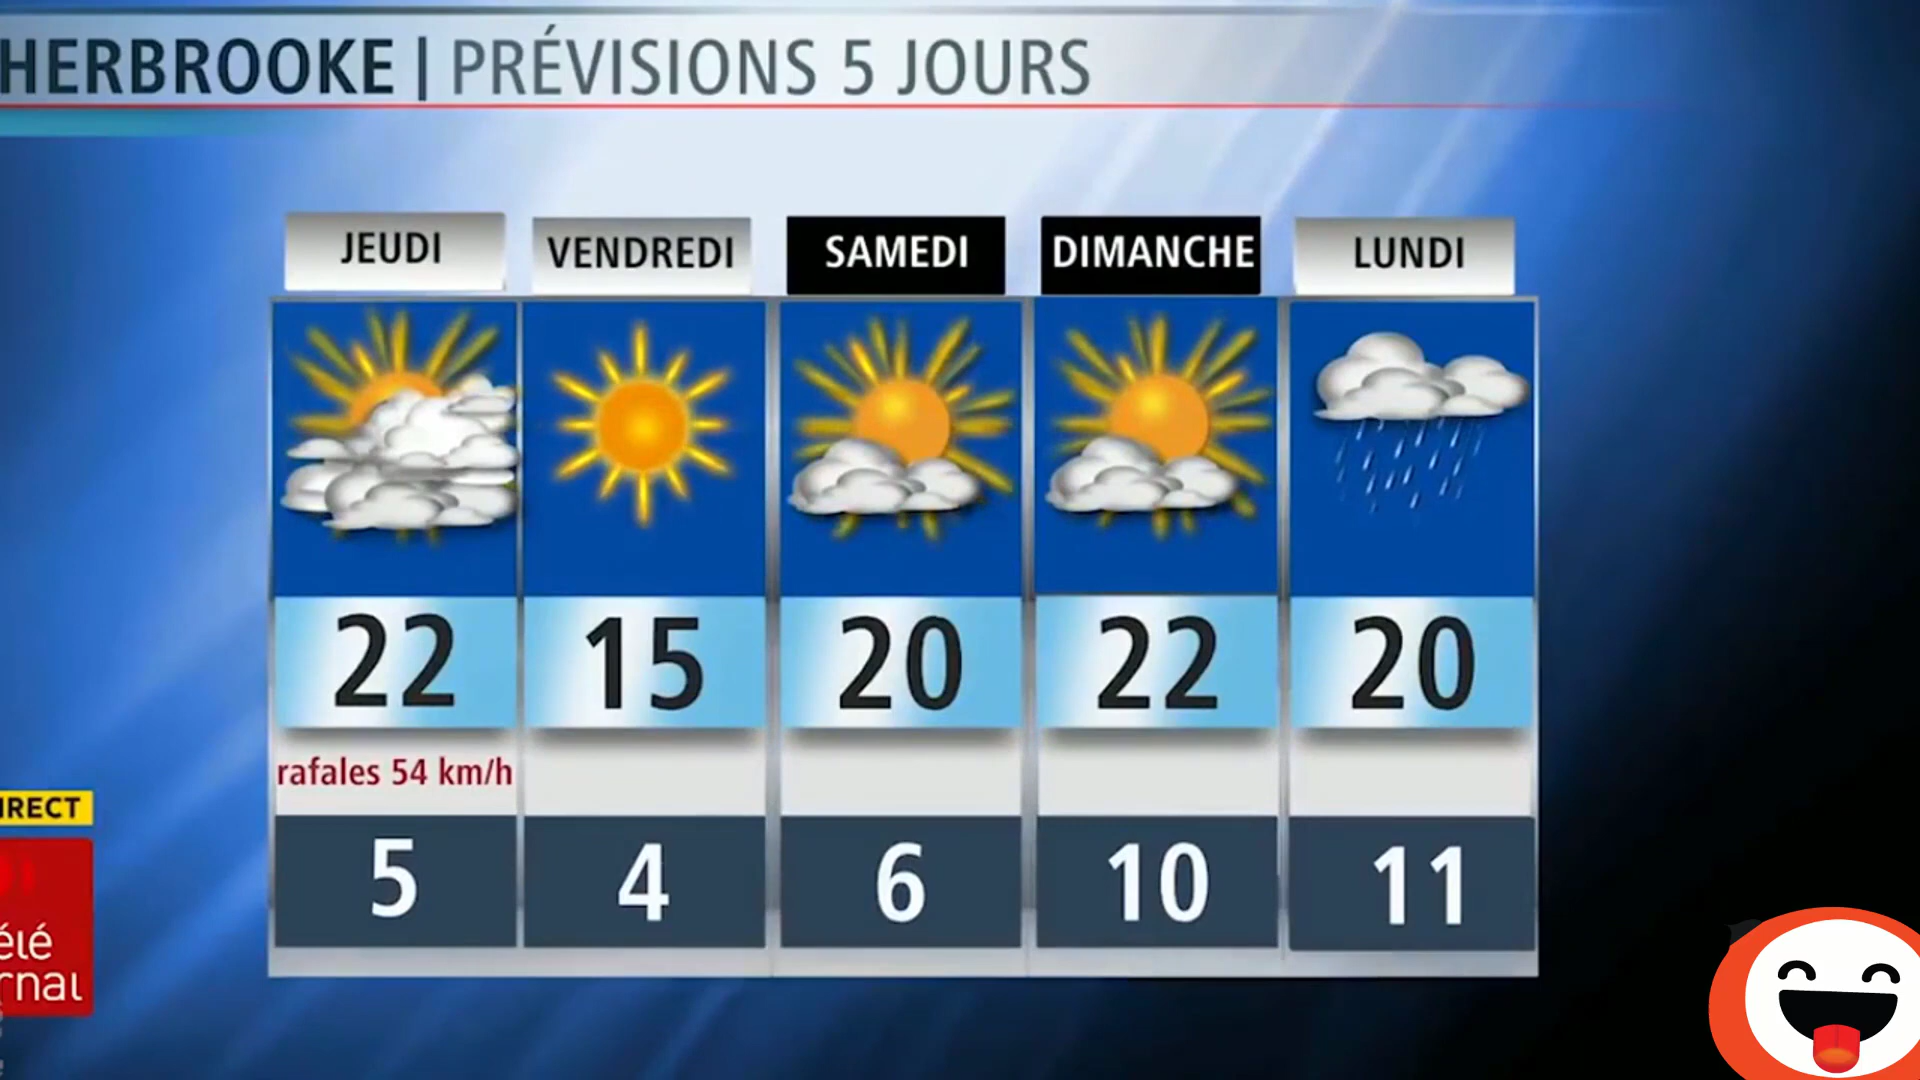 HERBROOKE | PRÉVISIONS 5 JOURS
JEUDI VENDREDI SAMEDI DIMANCHE LUNDI
22 15 20 22 20
rafales 54 km/h
5 4 6 10 11
IRECT
élé
rnal